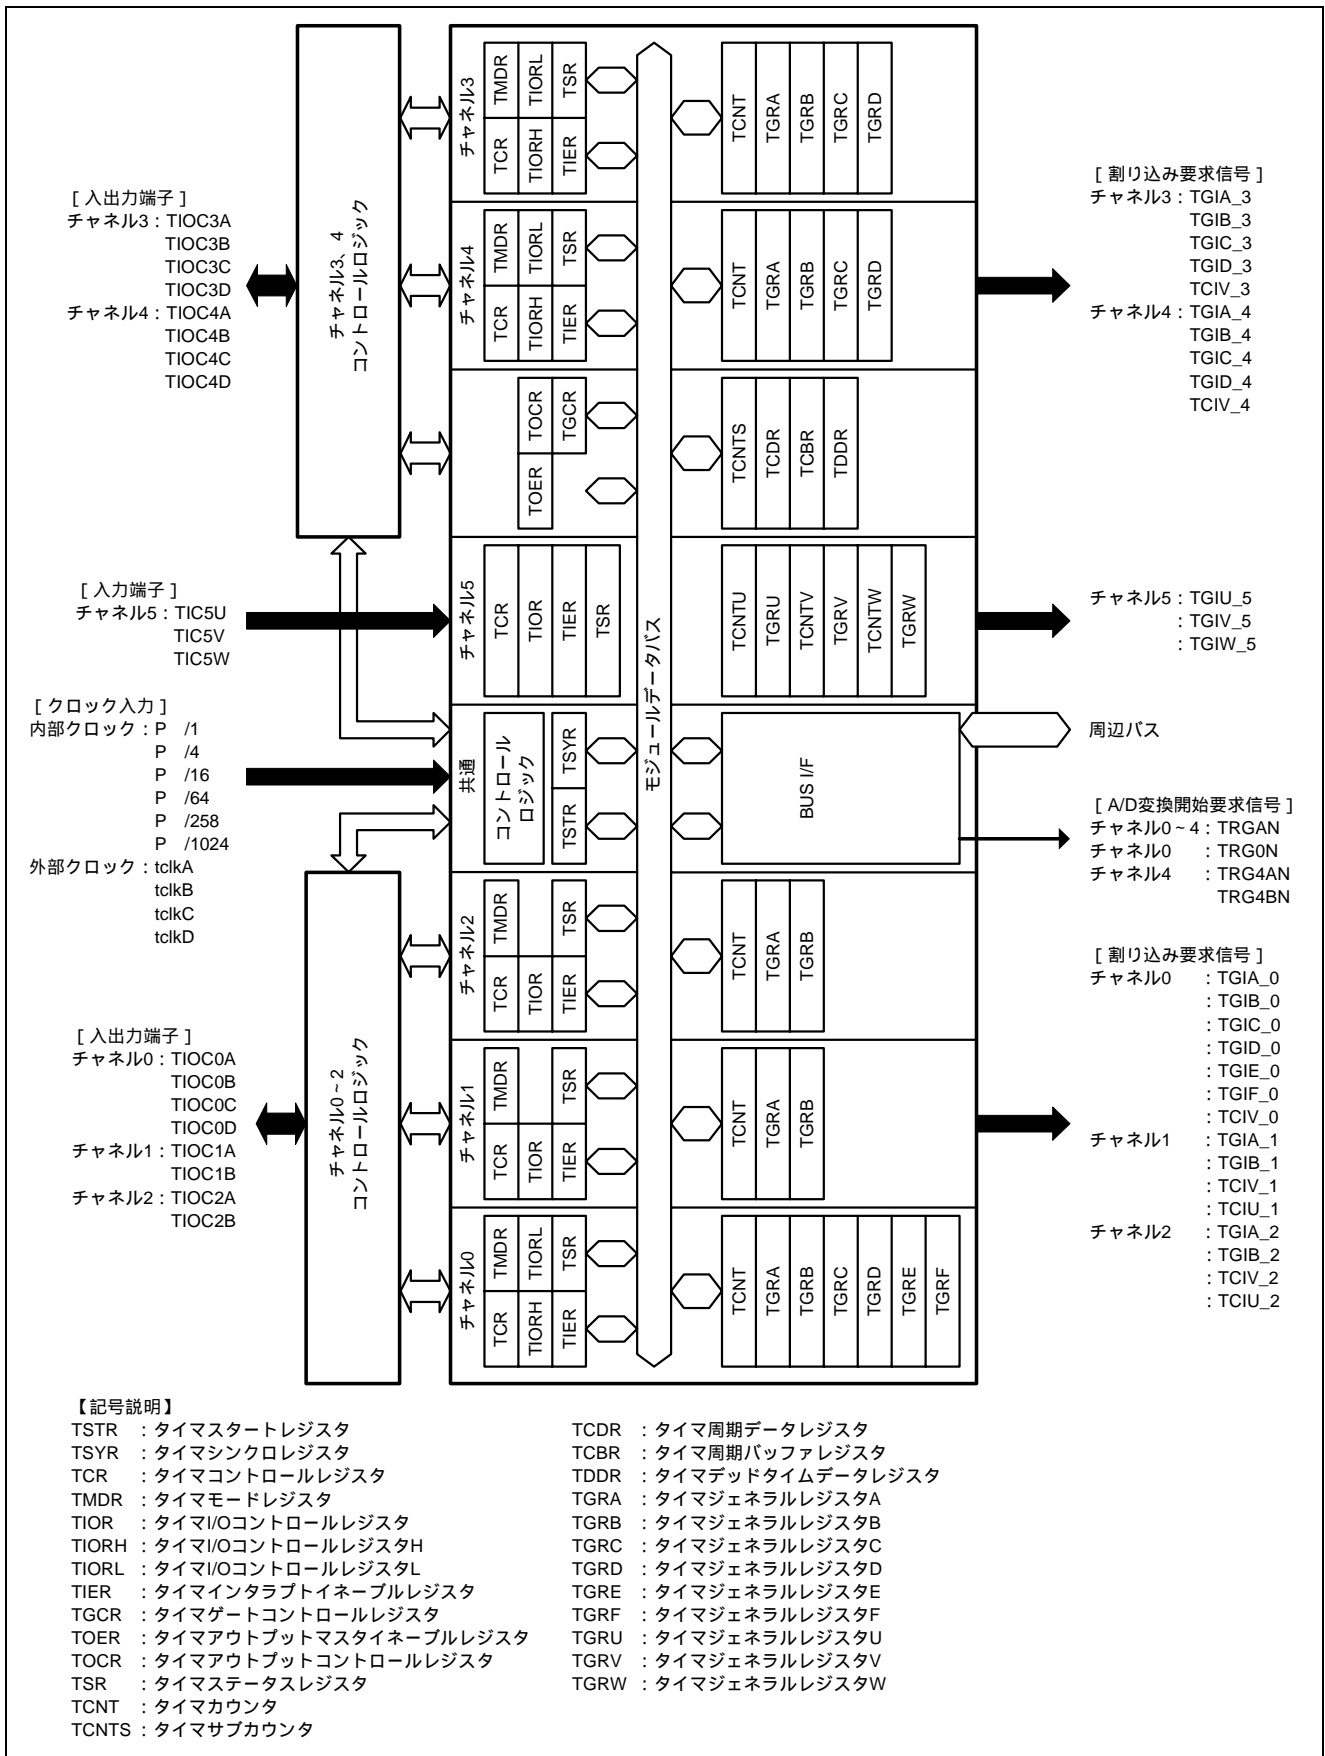 [ 入出力端子 ]
チャネル3 : TIOC3A
TIOC3B
TIOC3C
TIOC3D
チャネル4 : TIOC4A
TIOC4B
TIOC4C
TIOC4D
[ 入力端子 ]
チャネル5 : TIC5U
TIC5V
TIC5W
[ クロック入力 ]
内部クロック : P /1
P /4
P /16
P /64
P /258
P /1024
外部クロック : tclkA
tclkB
tclkC
tclkD
[ 入出力端子 ]
チャネル0 : TIOC0A
TIOC0B
TIOC0C
TIOC0D
チャネル1 : TIOC1A
TIOC1B
チャネル2 : TIOC2A
TIOC2B
チャネル3、4
コントロールロジック
チャネル0~2
コントロールロジック
チャネル3
TCR
TMDR
TIORH
TIORL
TIER
TSR
TCNT
TGRA
TGRB
TGRC
TGRD
チャネル4
TCR
TMDR
TIORH
TIORL
TIER
TSR
TCNT
TGRA
TGRB
TGRC
TGRD
TOER
TOCR
TGCR
TCNTS
TCDR
TCBR
TDDR
チャネル5
TCR
TIOR
TIER
TSR
TCNTU
TGRU
TCNTV
TGRV
TCNTW
TGRW
共通
コントロール
ロジック
TSTR
TSYR
BUS I/F
モジュールデータバス
チャネル2
TCR
TMDR
TIOR
TIER
TSR
TCNT
TGRA
TGRB
チャネル1
TCR
TMDR
TIOR
TIER
TSR
TCNT
TGRA
TGRB
チャネル0
TCR
TMDR
TIORH
TIORL
TIER
TSR
TCNT
TGRA
TGRB
TGRC
TGRD
TGRE
TGRF
[ 割り込み要求信号 ]
チャネル3 : TGIA_3
TGIB_3
TGIC_3
TGID_3
TCIV_3
チャネル4 : TGIA_4
TGIB_4
TGIC_4
TGID_4
TCIV_4
チャネル5 : TGIU_5
: TGIV_5
: TGIW_5
周辺バス
[ A/D変換開始要求信号 ]
チャネル0~4 : TRGAN
チャネル0 : TRG0N
チャネル4 : TRG4AN
TRG4BN
[ 割り込み要求信号 ]
チャネル0 : TGIA_0
: TGIB_0
: TGIC_0
: TGID_0
: TGIE_0
: TGIF_0
: TCIV_0
チャネル1 : TGIA_1
: TGIB_1
: TCIV_1
: TCIU_1
チャネル2 : TGIA_2
: TGIB_2
: TCIV_2
: TCIU_2
【記号説明】
TSTR : タイマスタートレジスタ
TSYR : タイマシンクロレジスタ
TCR : タイマコントロールレジスタ
TMDR : タイマモードレジスタ
TIOR : タイマI/Oコントロールレジスタ
TIORH : タイマI/OコントロールレジスタH
TIORL : タイマI/OコントロールレジスタL
TIER : タイマインタラプトイネーブルレジスタ
TGCR : タイマゲートコントロールレジスタ
TOER : タイマアウトプットマスタイネーブルレジスタ
TOCR : タイマアウトプットコントロールレジスタ
TSR : タイマステータスレジスタ
TCNT : タイマカウンタ
TCNTS : タイマサブカウンタ
TCDR : タイマ周期データレジスタ
TCBR : タイマ周期バッファレジスタ
TDDR : タイマデッドタイムデータレジスタ
TGRA : タイマジェネラルレジスタA
TGRB : タイマジェネラルレジスタB
TGRC : タイマジェネラルレジスタC
TGRD : タイマジェネラルレジスタD
TGRE : タイマジェネラルレジスタE
TGRF : タイマジェネラルレジスタF
TGRU : タイマジェネラルレジスタU
TGRV : タイマジェネラルレジスタV
TGRW : タイマジェネラルレジスタW